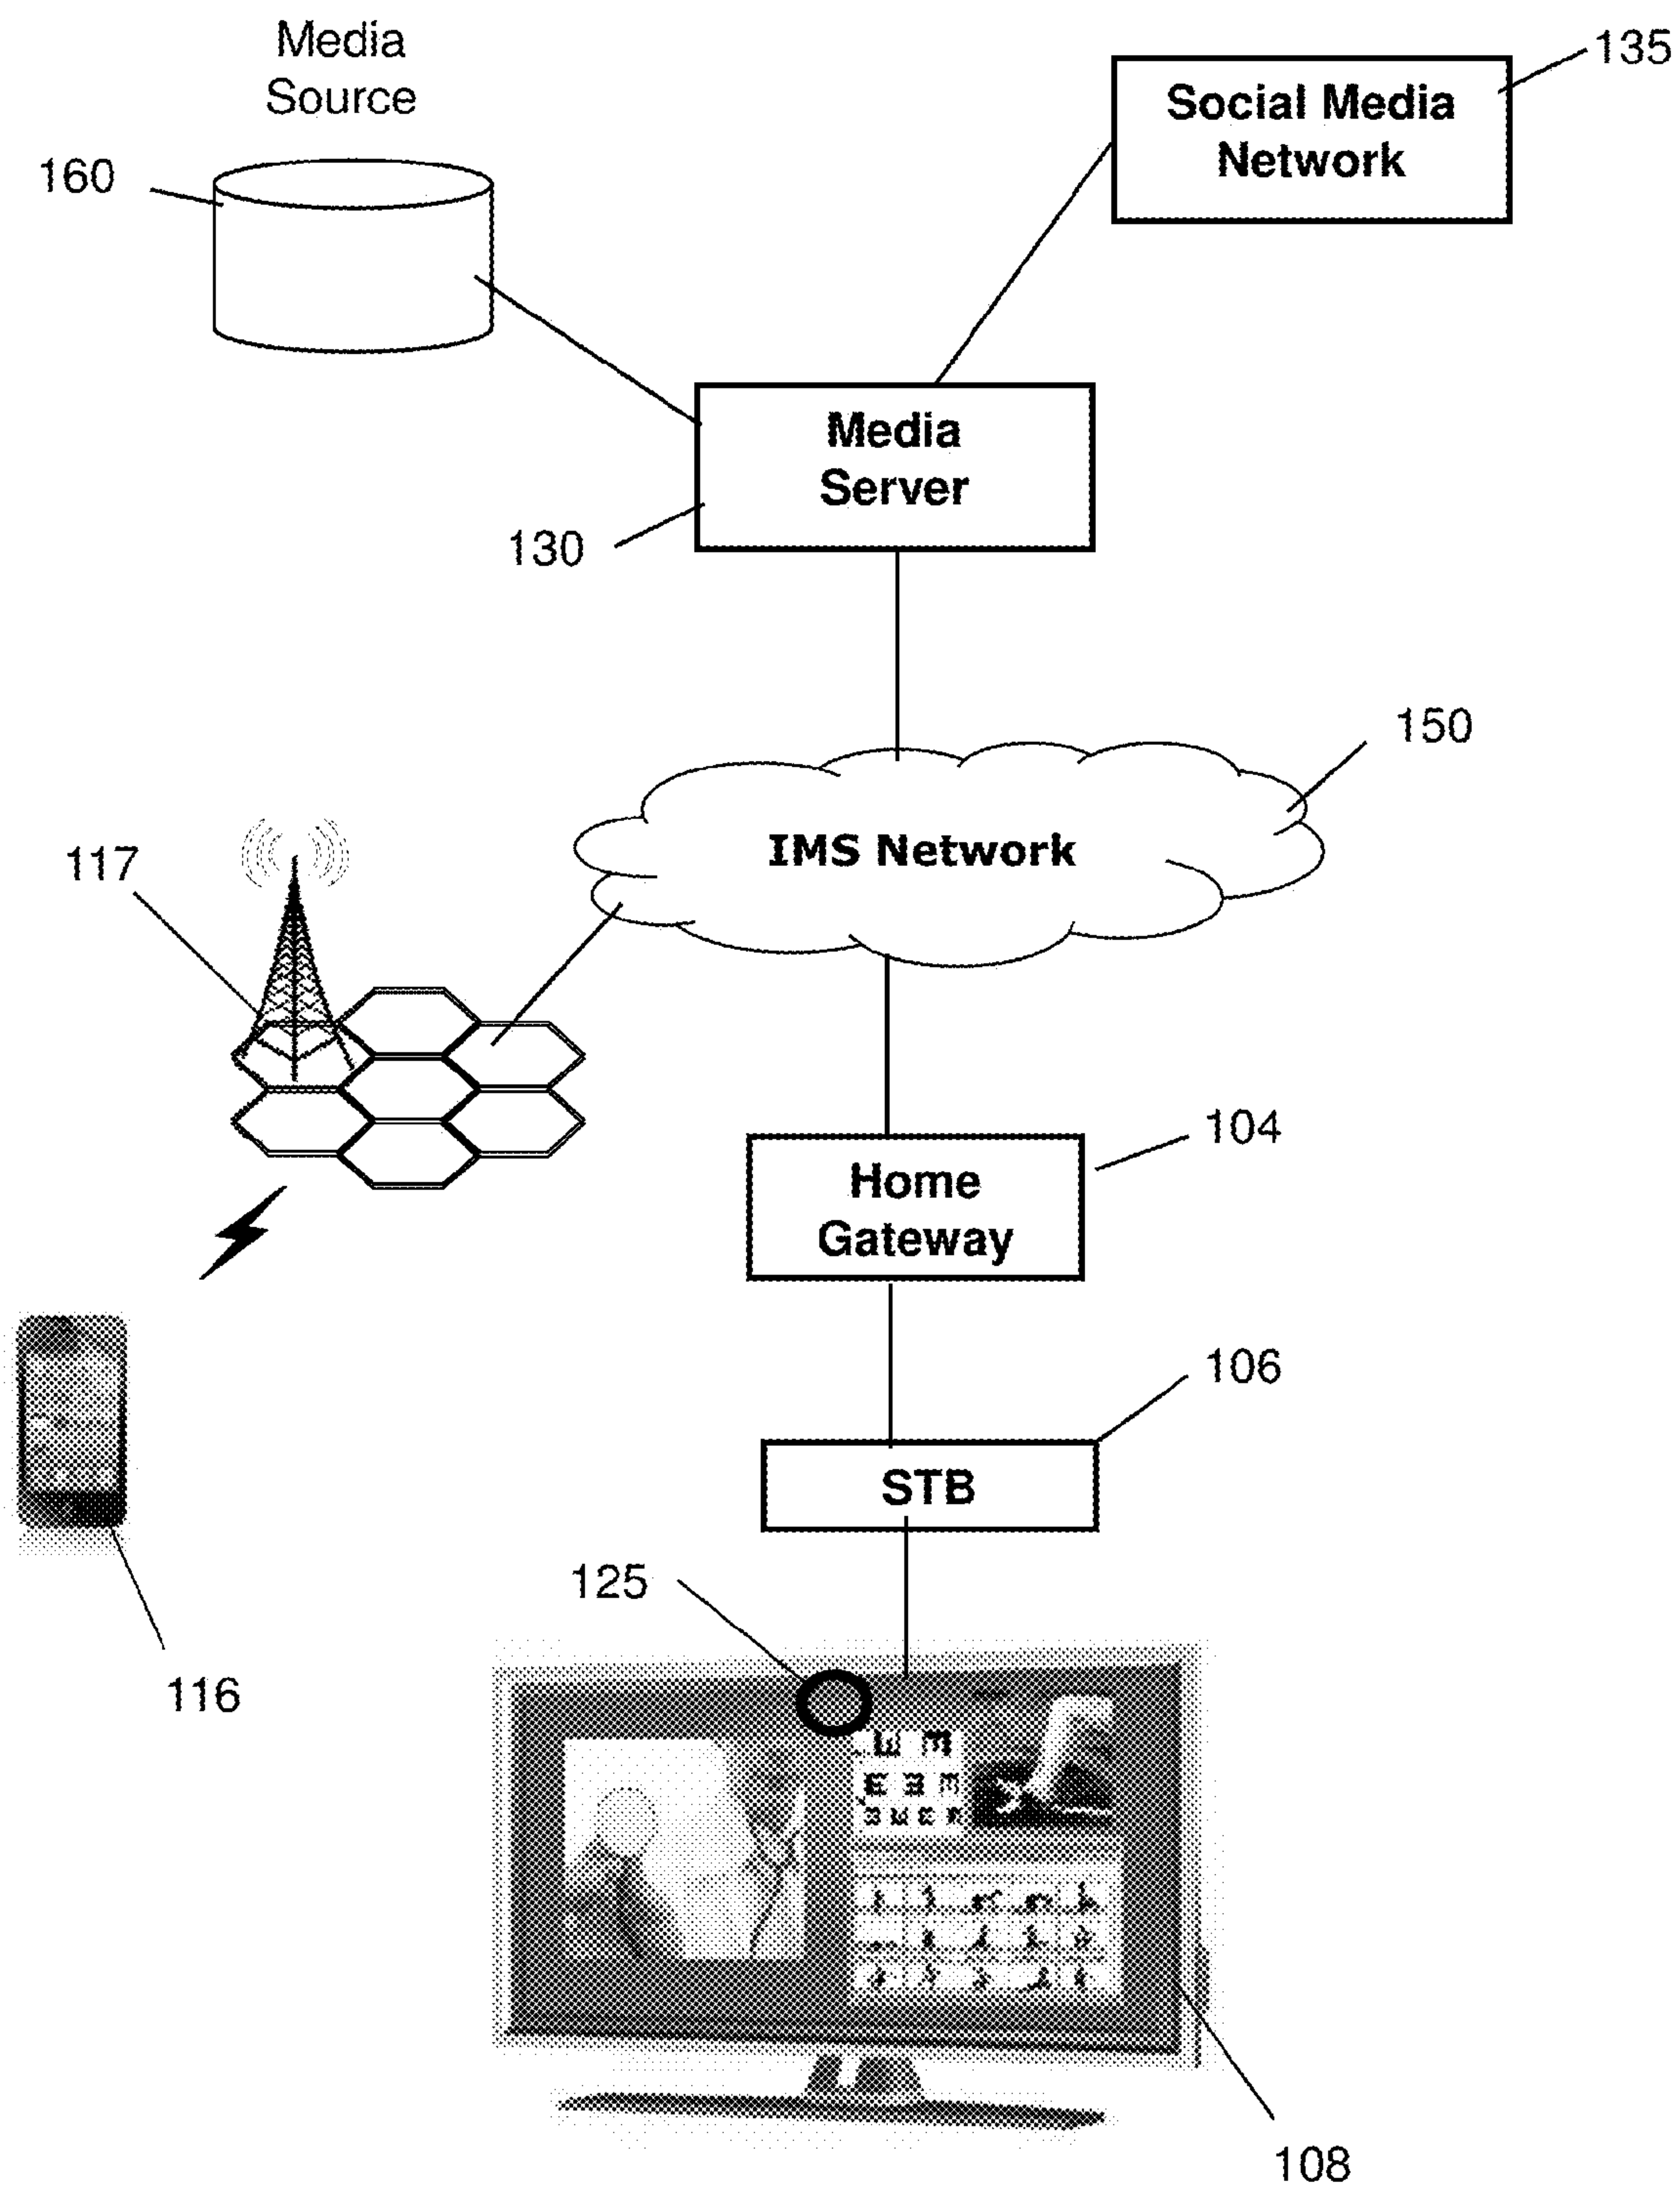 Media
Source
160
135
Social Media
Network
Media
Server
130
150
IMS Network
117
104
Home
Gateway
106
STB
125
116
108